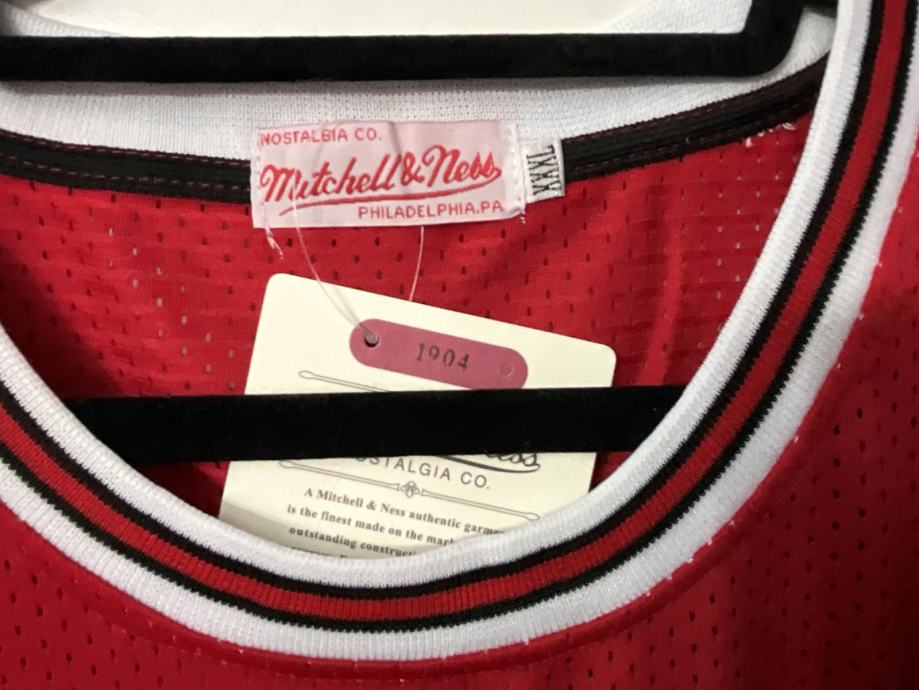 NOSTALGIA CO.
Mitchell & Ness
PHILADELPHIA, PA.
XXXL
1904
ness
OSTALGIA CO.
A Mitchell & Ness authentic garme
is the finest made on the mark
outstanding constructi